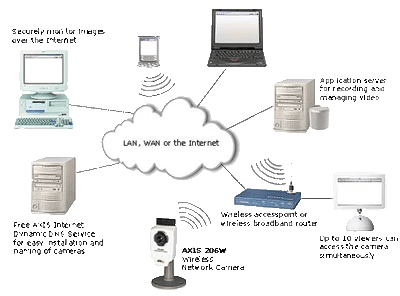 Securely monitor images
over the Internet
Application server
for recording and
managing video
LAN, WAN or the Internet
Free AXIS Internet
Dynamic DNS Service
for easy installation and
naming of cameras
Wireless accesspoint or
wireless broadband router
AXIS 206W
Wireless
Network Camera
Up to 10 viewers can
access the camera
simultaneously